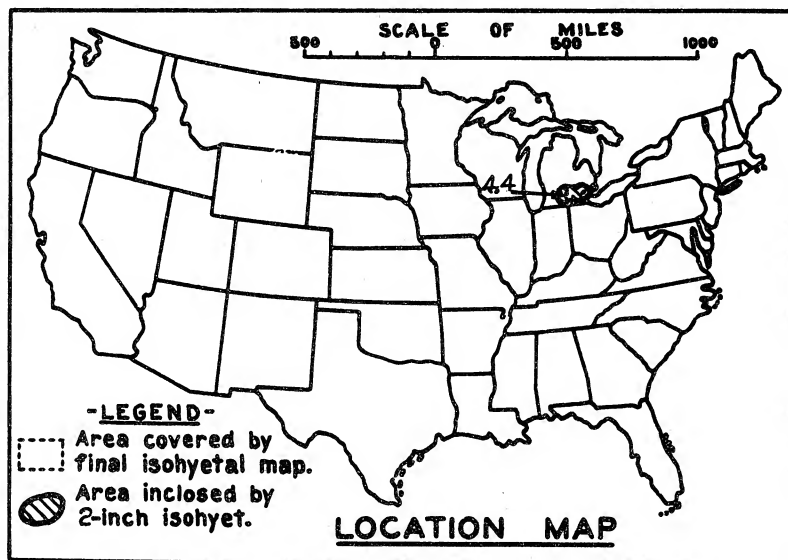 SCALE OF MILES
500 0 500 1000
4.4
-LEGEND-
Area covered by
final isohyetal map.
Area inclosed by
2-inch isohyet.
LOCATION MAP